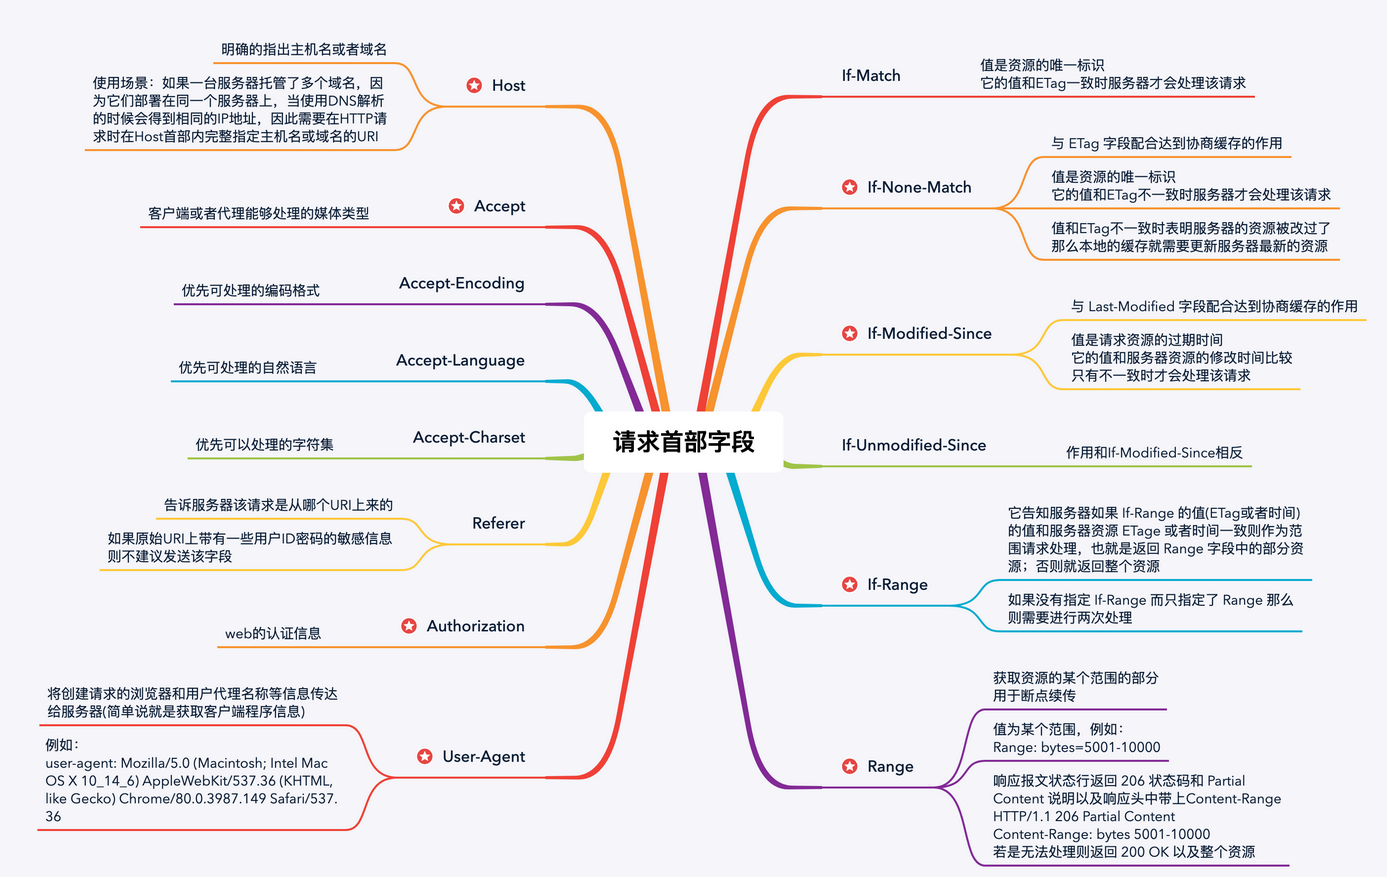 请求首部字段
Host
明确的指出主机名或者域名
使用场景：如果一台服务器托管了多个域名，因
为它们部署在同一个服务器上，当使用DNS解析
的时候会得到相同的IP地址，因此需要在HTTP请
求时在Host首部内完整指定主机名或域名的URI
Accept
客户端或者代理能够处理的媒体类型
Accept-Encoding
优先可处理的编码格式
Accept-Language
优先可处理的自然语言
Accept-Charset
优先可以处理的字符集
Referer
告诉服务器该请求是从哪个URI上来的
如果原始URI上带有一些用户ID密码的敏感信息
则不建议发送该字段
Authorization
web的认证信息
User-Agent
将创建请求的浏览器和用户代理名称等信息传达
给服务器(简单说就是获取客户端程序信息)
例如：
user-agent: Mozilla/5.0 (Macintosh; Intel Mac
OS X 10_14_6) AppleWebKit/537.36 (KHTML,
like Gecko) Chrome/80.0.3987.149 Safari/537.
36
If-Match
值是资源的唯一标识
它的值和ETag一致时服务器才会处理该请求
If-None-Match
与 ETag 字段配合达到协商缓存的作用
值是资源的唯一标识
它的值和ETag不一致时服务器才会处理该请求
值和ETag不一致时表明服务器的资源被改过了
那么本地的缓存就需要更新服务器最新的资源
If-Modified-Since
与 Last-Modified 字段配合达到协商缓存的作用
值是请求资源的过期时间
它的值和服务器资源的修改时间比较
只有不一致时才会处理该请求
If-Unmodified-Since
作用和If-Modified-Since相反
If-Range
它告知服务器如果 If-Range 的值(ETag或者时间)
的值和服务器资源 ETage 或者时间一致则作为范
围请求处理，也就是返回 Range 字段中的部分资
源；否则就返回整个资源
如果没有指定 If-Range 而只指定了 Range 那么
则需要进行两次处理
Range
获取资源的某个范围的部分
用于断点续传
值为某个范围，例如：
Range: bytes=5001-10000
响应报文状态行返回 206 状态码和 Partial
Content 说明以及响应头中带上Content-Range
HTTP/1.1 206 Partial Content
Content-Range: bytes 5001-10000
若是无法处理则返回 200 OK 以及整个资源